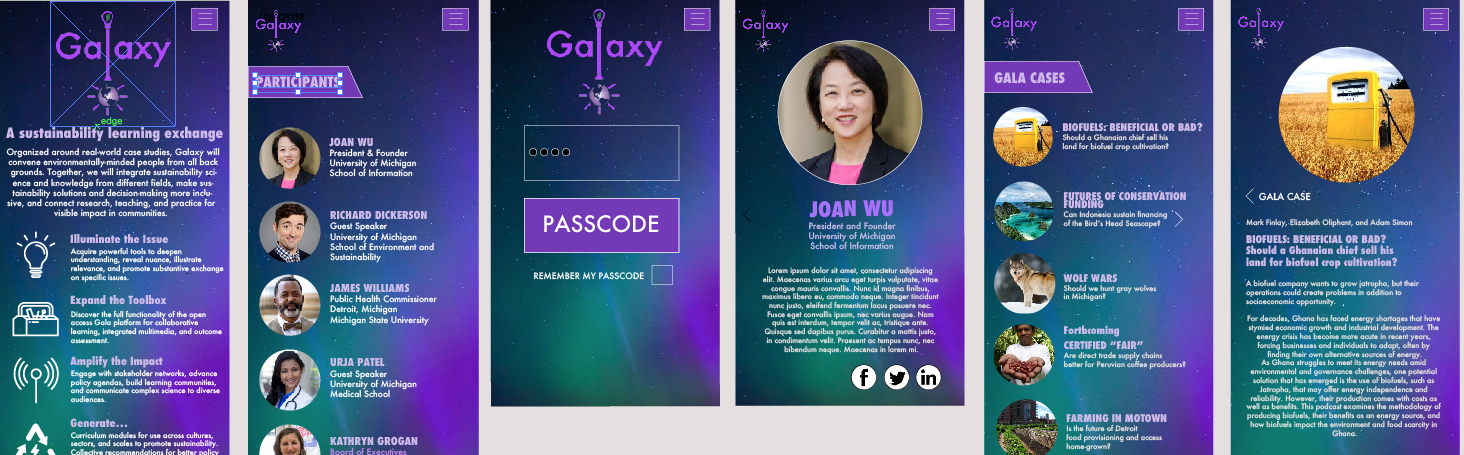 Galaxy
edge
A sustainability learning exchange
Organized around real-world case studies, Galaxy will
convene environmentally-minded people from all back
grounds. Together, we will integrate sustainability sci-
ence and knowledge from different fields, make sus-
tainability solutions and decision-making more inclu-
sive, and connect research, teaching, and practice for
visible impact in communities.
Illuminate the Issue
Acquire powerful tools to deepen
understanding, reveal nuance, illustrate
relevance, and promote substantive exchange
on specific issues.
Expand the Toolbox
Discover the full functionality of the open
access Gala platform for collaborative
learning, integrated multimedia, and outcome
assessment.
Amplify the Impact
Engage with stakeholder networks, advance
policy agendas, build learning communities,
and communicate complex science to diverse
audiences.
Generate...
Curriculum modules for use across cultures,
sectors, and scales to promote sustainability.
Collective recommendations for better policy
Galaxy
PARTICIPANTS
JOAN WU
President & Founder
University of Michigan
School of Information
RICHARD DICKERSON
Guest Speaker
University of Michigan
School of Environment and
Sustainability
JAMES WILLIAMS
Public Health Commissioner
Detroit, Michigan
Michigan State University
URJA PATEL
Guest Speaker
University of Michigan
Medical School
KATHRYN GROGAN
Board of Executives
Galaxy
PASSCODE
REMEMBER MY PASSCODE
Galaxy
JOAN WU
President and Founder
University of Michigan
School of Information
Lorem ipsum dolor sit amet, consectetur adipiscing
elit. Maecenas varius arcu eget turpis vulputate, vitae
congue mauris convallis. Nunc id magna finibus,
maximus libero eu, commodo neque. Integer tincidunt
nunc justo, eleifend fermentum lacus posuere nec.
Fusce eget convallis ipsum, nec varius augue. Nam
quis est interdum, tempor velit ac, tristique ante.
Quisque sed dapibus purus. Curabitur a mattis justo,
in condimentum velit. Praesent ac tempus nunc, nec
bibendum neque. Maecenas in lorem mi.
f
in
Galaxy
GALA CASES
BIOFUELS: BENEFICIAL OR BAD?
Should a Ghanaian chief sell his
land for biofuel crop cultivation?
FUTURES OF CONSERVATION
FUNDING
Can Indonesia sustain financing
of the Bird's Head Seascape?
WOLF WARS
Should we hunt gray wolves
in Michigan?
Forthcoming
CERTIFIED "FAIR"
Are direct trade supply chains
better for Peruvian coffee producers?
FARMING IN MOTOWN
Is the future of Detroit
food provisioning and access
home-grown?
Galaxy
GALA CASE
Mark Finlay, Elizabeth Oliphant, and Adam Simon
BIOFUELS: BENEFICIAL OR BAD?
Should a Ghanaian chief sell his
land for biofuel crop cultivation?
A biofuel company wants to grow jatropha, but their
operations could create problems in addition to
socioeconomic opportunity.
For decades, Ghana has faced energy shortages that have
stymied economic growth and industrial development. The
energy crisis has become more acute in recent years,
forcing businesses and individuals to adapt, often by
finding their own alternative sources of energy.
As Ghana struggles to meet its energy needs amid
environmental and governance challenges, one potential
solution that has emerged is the use of biofuels, such as
Jatropha, that may offer energy independence and
reliability. However, their production comes with costs as
well as benefits. This podcast examines the methodology of
producing biofuels, their benefits as an energy source, and
how biofuels impact the environment and food scarcity in
Ghana.